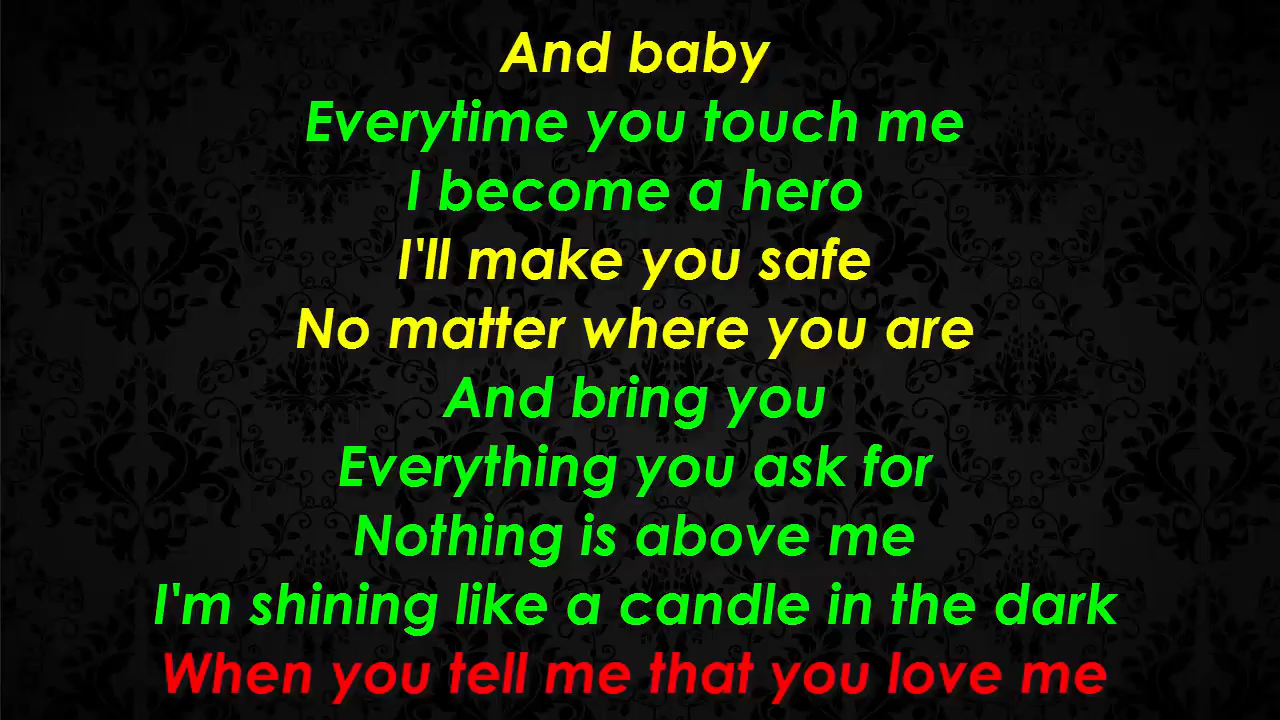 And baby
Everytime you touch me
I become a hero
I'll make you safe
No matter where you are
And bring you
Everything you ask for
Nothing is above me
I'm shining like a candle in the dark
When you tell me that you love me